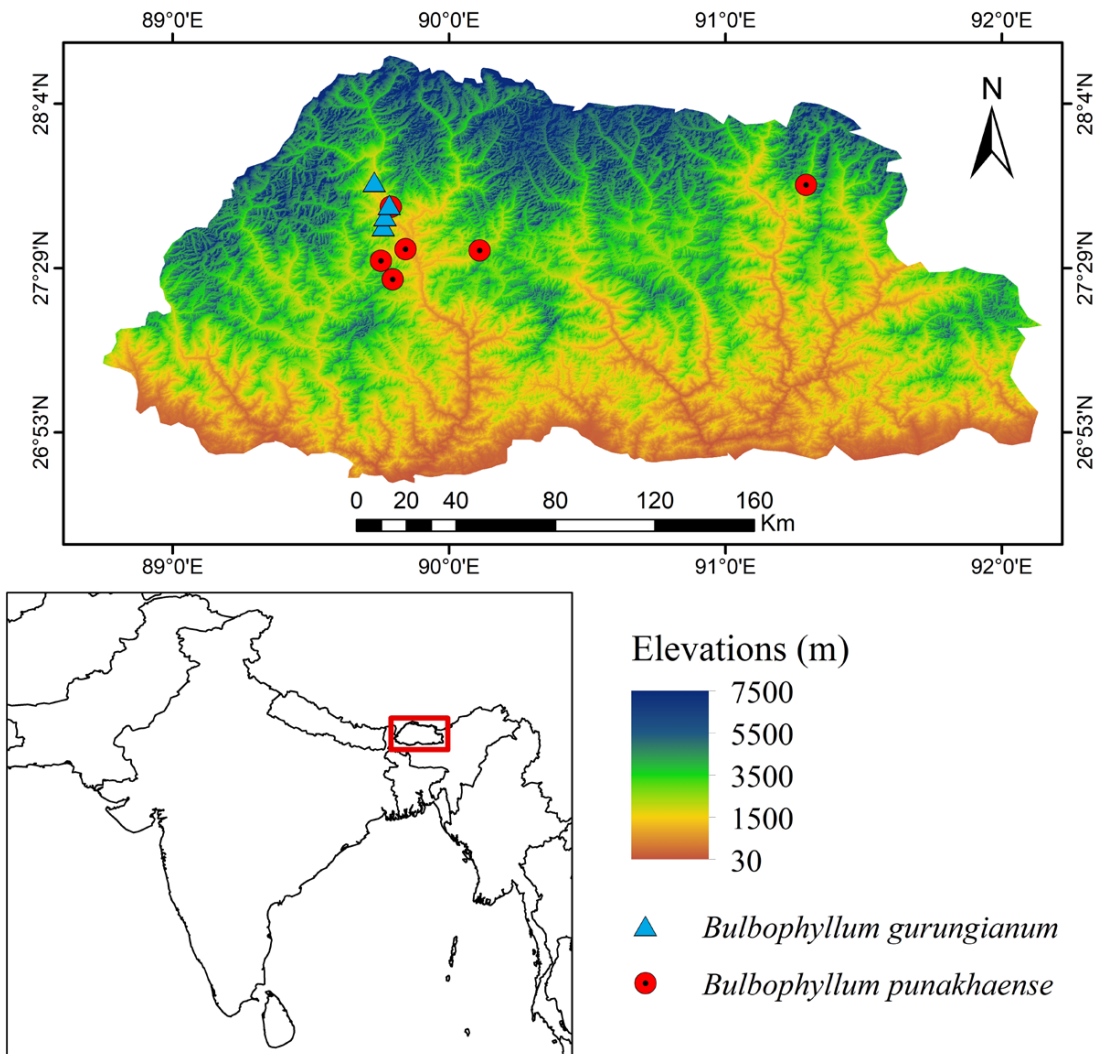 89°0'E 90°0'E 91°0'E 92°0'E
28°4'N 28°4'N
N
27°29'N 27°29'N
26°53'N 26°53'N
0 20 40 80 120 160
Km
89°0'E 90°0'E 91°0'E 92°0'E
Elevations (m)
7500
5500
3500
1500
30
Bulbophyllum gurungianum
Bulbophyllum punakhaense